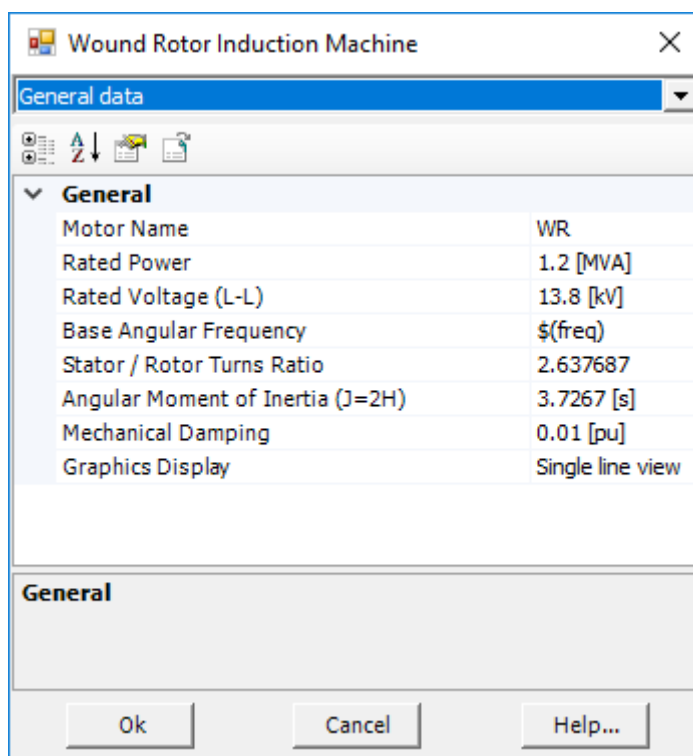 Wound Rotor Induction Machine
General data
General
Motor Name WR
Rated Power 1.2 [MVA]
Rated Voltage (L-L) 13.8 [kV]
Base Angular Frequency $(freq)
Stator / Rotor Turns Ratio 2.637687
Angular Moment of Inertia (J=2H) 3.7267 [s]
Mechanical Damping 0.01 [pu]
Graphics Display Single line view
General
Ok Cancel Help...